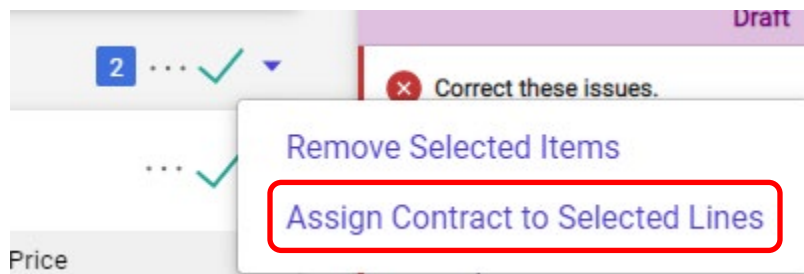 Draft
2 ...
Correct these issues.
Remove Selected Items
...
Assign Contract to Selected Lines
Price